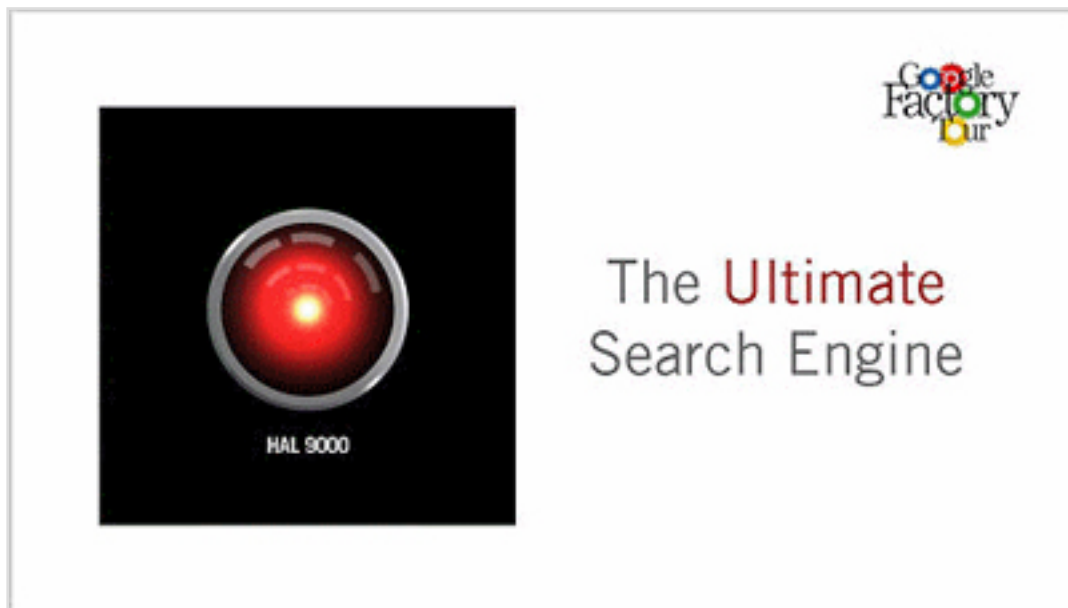 Google
Factory
Tour
The Ultimate
Search Engine
HAL 9000